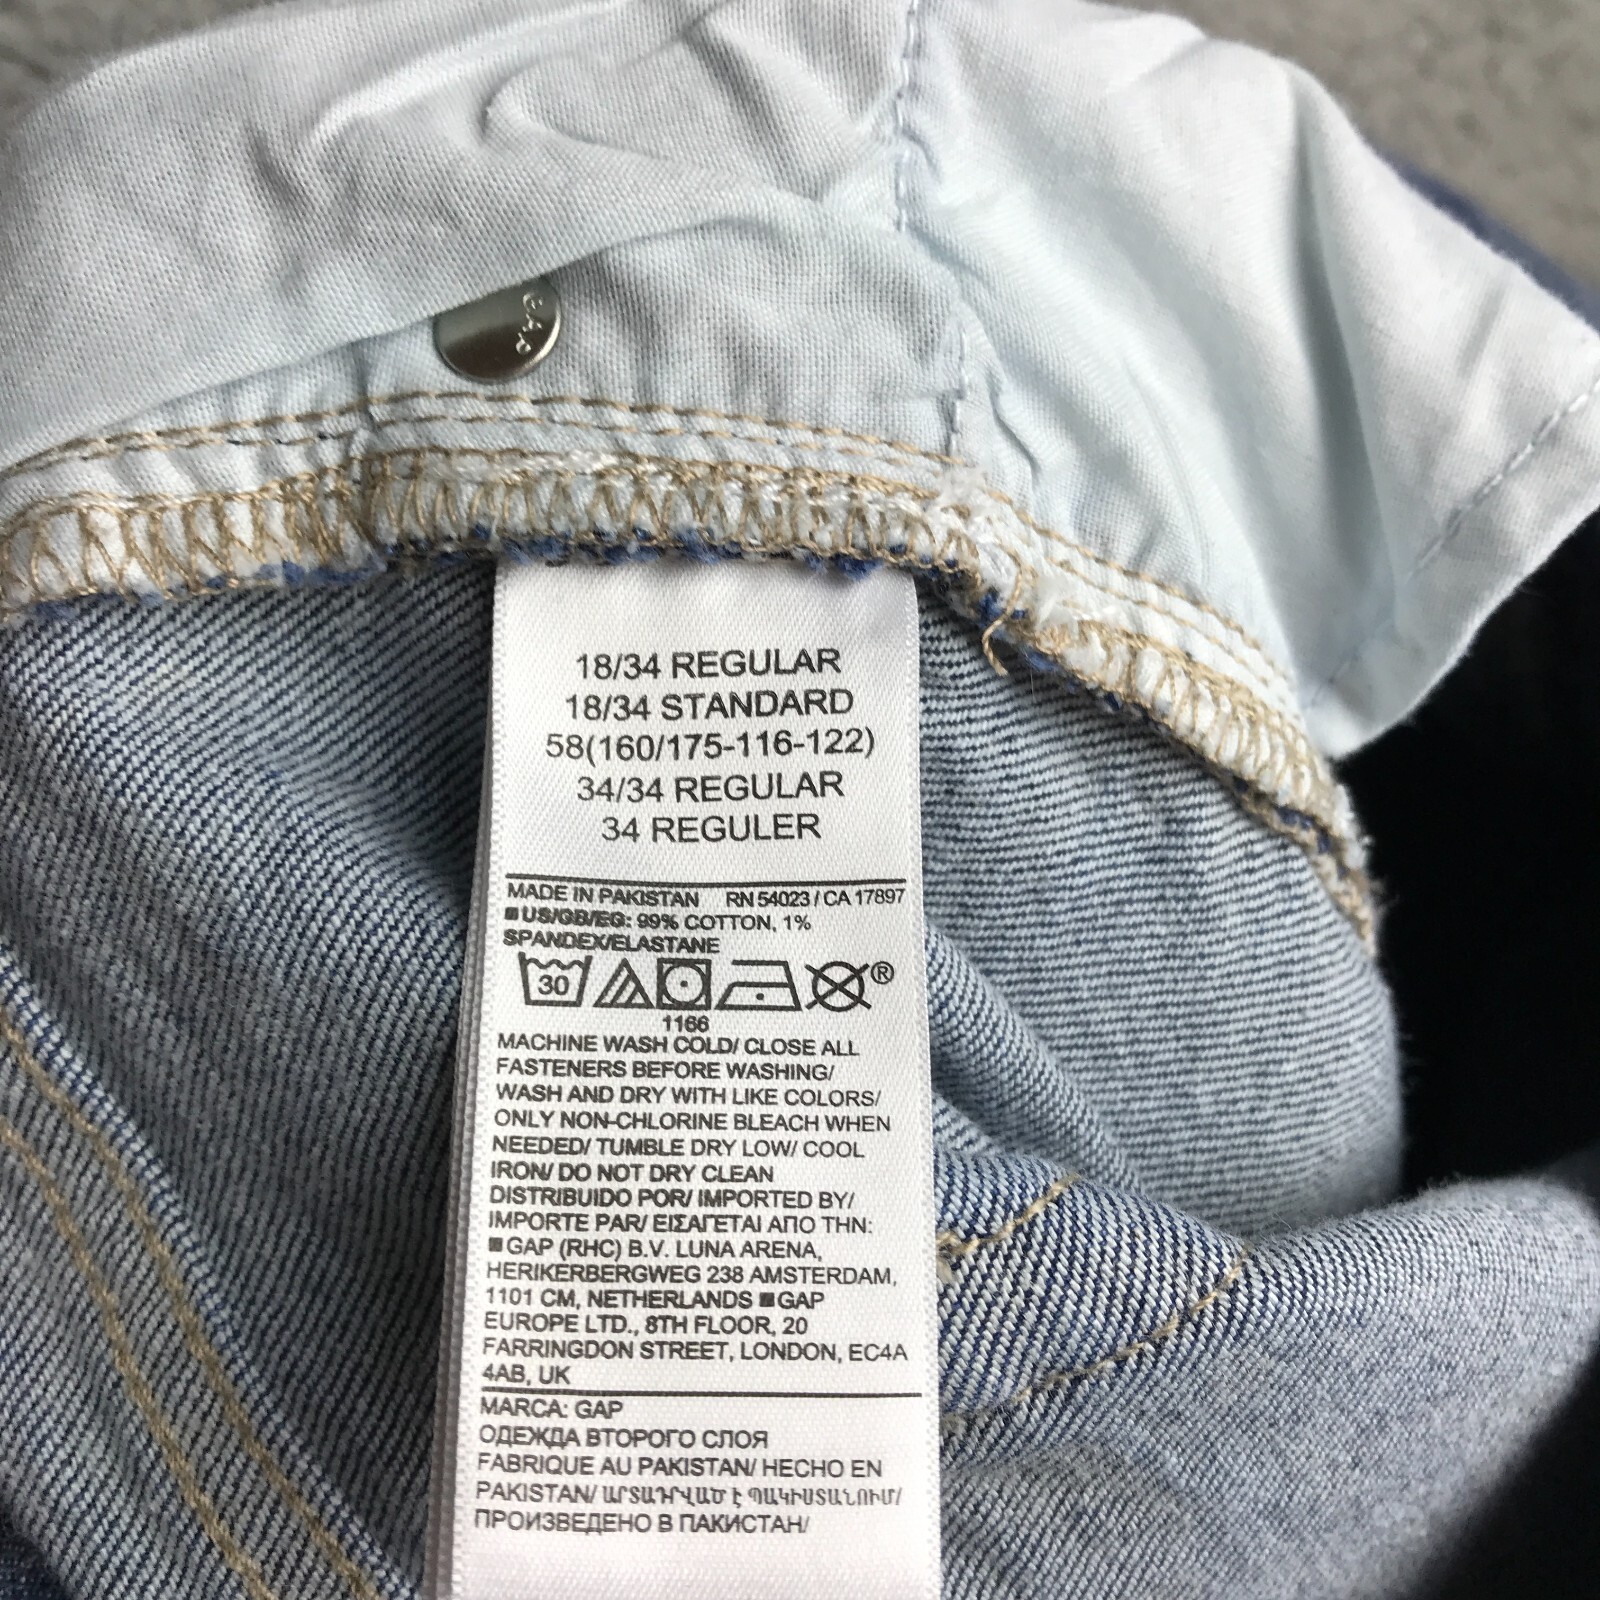 GAP
18/34 REGULAR
18/34 STANDARD
58(160/175-116-122)
34/34 REGULAR
34 REGULER
MADE IN PAKISTAN RN 54023 / CA 17897
■ US/GB/EG: 99% COTTON, 1%
SPANDEX/ELASTANE
30 ®
1166
MACHINE WASH COLD/ CLOSE ALL
FASTENERS BEFORE WASHING/
WASH AND DRY WITH LIKE COLORS/
ONLY NON-CHLORINE BLEACH WHEN
NEEDED/ TUMBLE DRY LOW/ COOL
IRON/ DO NOT DRY CLEAN
DISTRIBUIDO POR/ IMPORTED BY/
IMPORTE PAR/ ΕΙΣΑΓΕΤΑΙ ΑΠΟ ΤΗΝ:
■ GAP (RHC) B.V. LUNA ARENA,
HERIKERBERGWEG 238 AMSTERDAM,
1101 CM, NETHERLANDS ■ GAP
EUROPE LTD., 8TH FLOOR, 20
FARRINGDON STREET, LONDON, EC4A
4AB, UK
MARCA: GAP
ОДЕЖДА ВТОРОГО СЛОЯ
FABRIQUE AU PAKISTAN/ HECHO EN
PAKISTAN/ ԱՐՏԱԴՐՎԱԾ Է ՊԱԿԻՍՏԱՆՈՒՄ/
ПРОИЗВЕДЕНО В ПАКИСТАН/